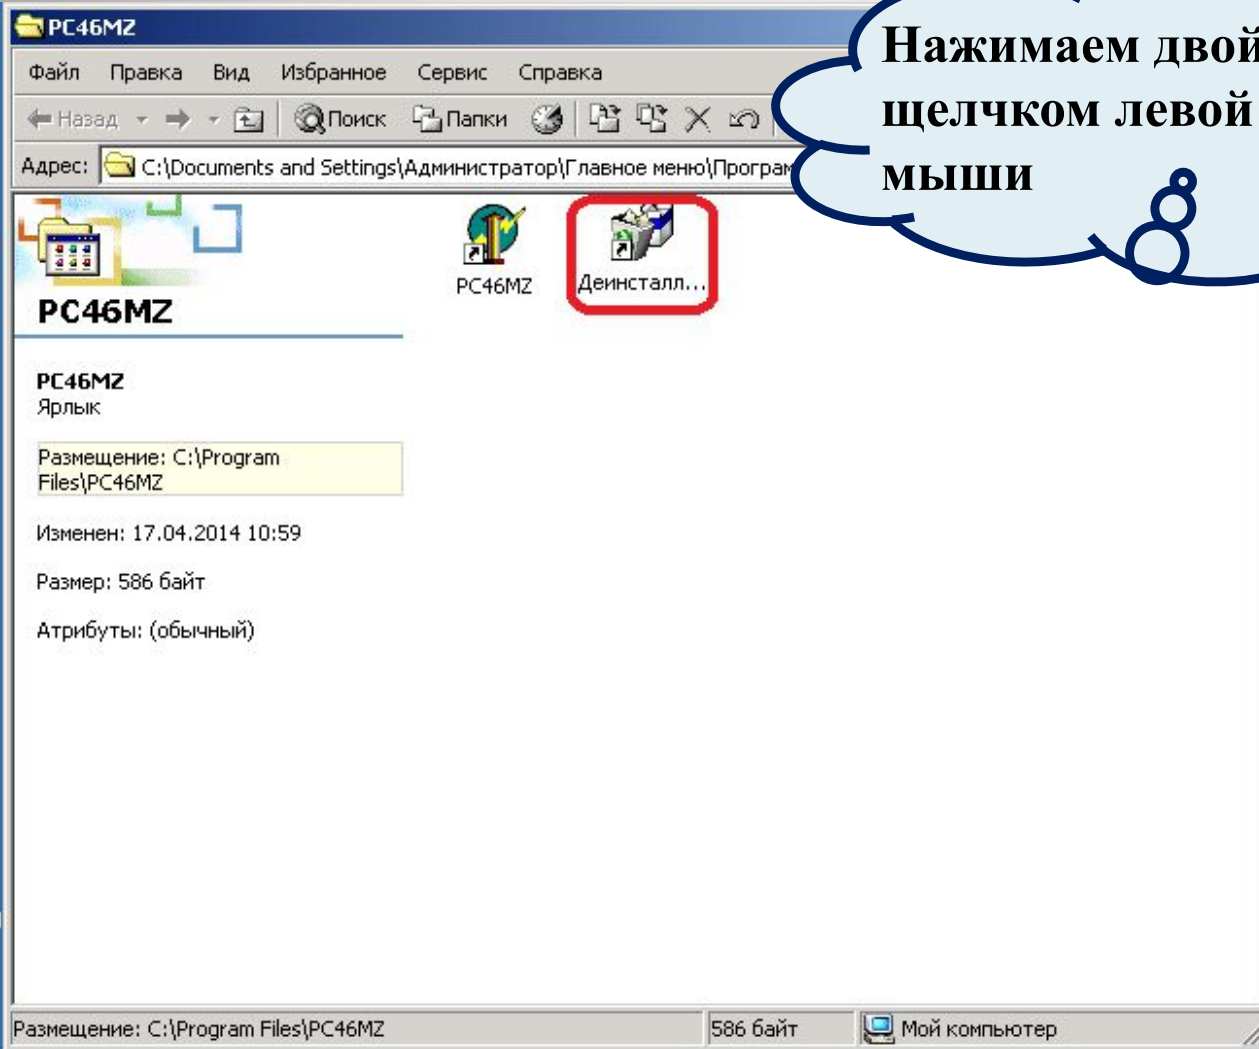 PC46MZ
Файл Правка Вид Избранное Сервис Справка
Назад Поиск Папки
Адрес: C:\Documents and Settings\Администратор\Главное меню\Програм
Нажимаем двой
щелчком левой
мыши
PC46MZ
PC46MZ
Деинсталл...
PC46MZ
Ярлык
Размещение: C:\Program
Files\PC46MZ
Изменен: 17.04.2014 10:59
Размер: 586 байт
Атрибуты: (обычный)
Размещение: C:\Program Files\PC46MZ 586 байт Мой компьютер